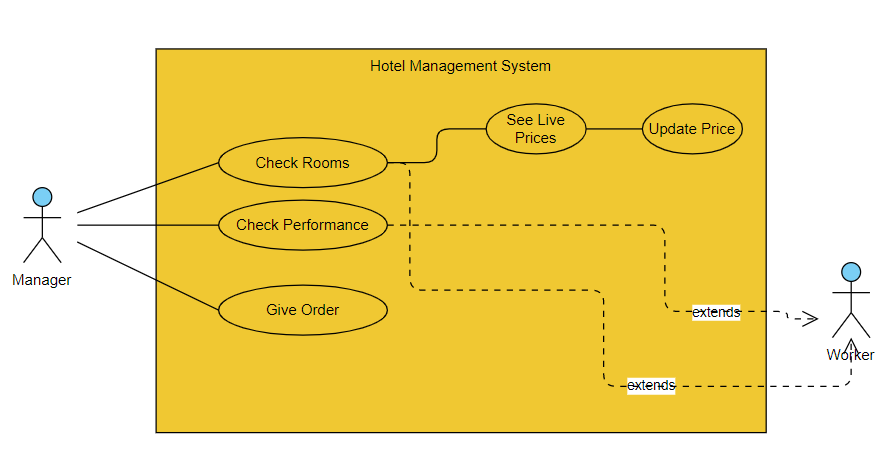 Hotel Management System
See Live
Prices
Update Price
Check Rooms
Check Performance
Manager
Give Order
extends
Worker
extends